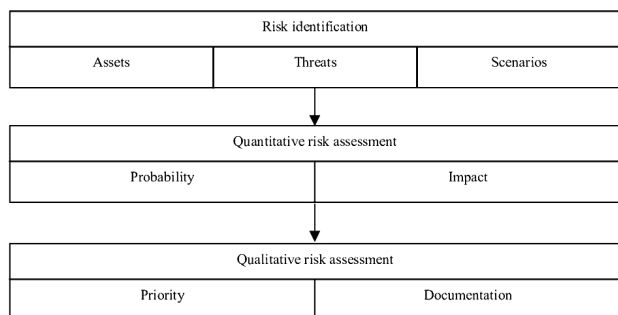 Risk identification
Assets Threats Scenarios
Quantitative risk assessment
Probability Impact
Qualitative risk assessment
Priority Documentation